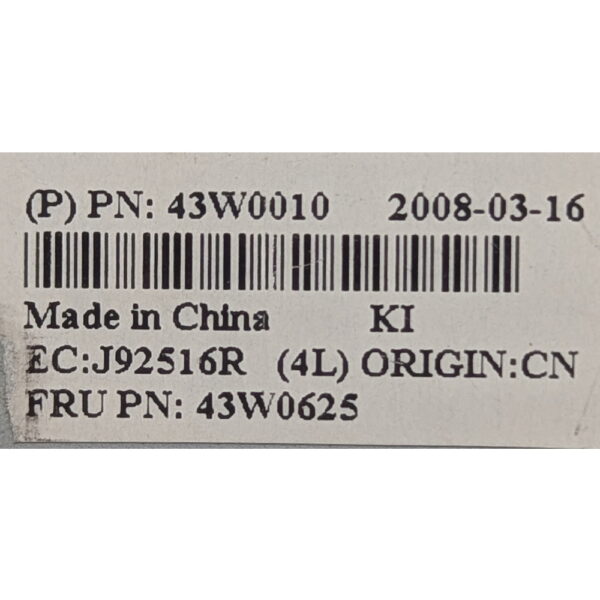 (P) PN: 43W0010 2008-03-16
Made in China KI
EC:J92516R (4L) ORIGIN:CN
FRU PN: 43W0625